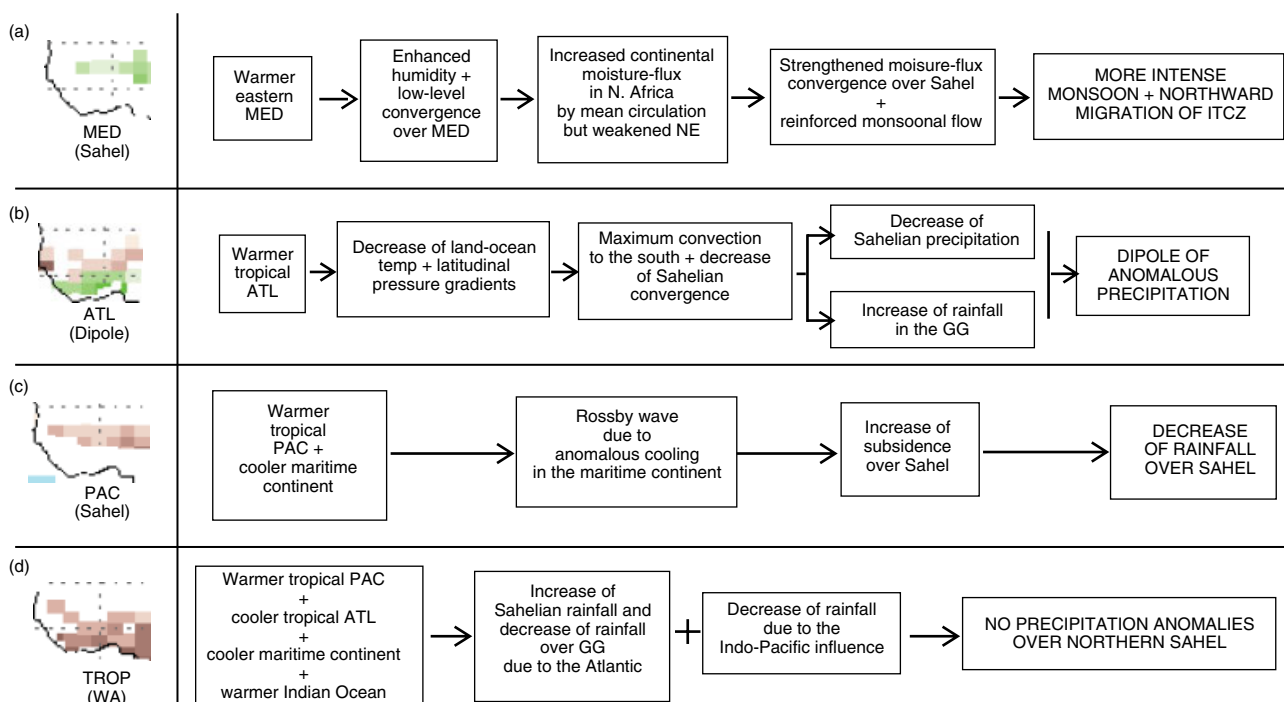 (a)
MED
(Sahel)
Warmer
eastern
MED
Enhanced
humidity +
low-level
convergence
over MED
Increased continental
moisture-flux
in N. Africa
by mean circulation
but weakened NE
Strengthened moisure-flux
convergence over Sahel
+
reinforced monsoonal flow
MORE INTENSE
MONSOON + NORTHWARD
MIGRATION OF ITCZ
(b)
ATL
(Dipole)
Warmer
tropical
ATL
Decrease of land-ocean
temp + latitudinal
pressure gradients
Maximum convection
to the south + decrease
of Sahelian
convergence
Decrease of
Sahelian precipitation
Increase of rainfall
in the GG
DIPOLE OF
ANOMALOUS
PRECIPITATION
(c)
PAC
(Sahel)
Warmer
tropical
PAC +
cooler maritime
continent
Rossby wave
due to
anomalous cooling
in the maritime continent
Increase of
subsidence
over Sahel
DECREASE
OF RAINFALL
OVER SAHEL
(d)
TROP
(WA)
Warmer tropical PAC
+
cooler tropical ATL
+
cooler maritime continent
+
warmer Indian Ocean
Increase of
Sahelian rainfall and
decrease of rainfall
over GG
due to the Atlantic
+
Decrease of rainfall
due to the
Indo-Pacific influence
NO PRECIPITATION ANOMALIES
OVER NORTHERN SAHEL